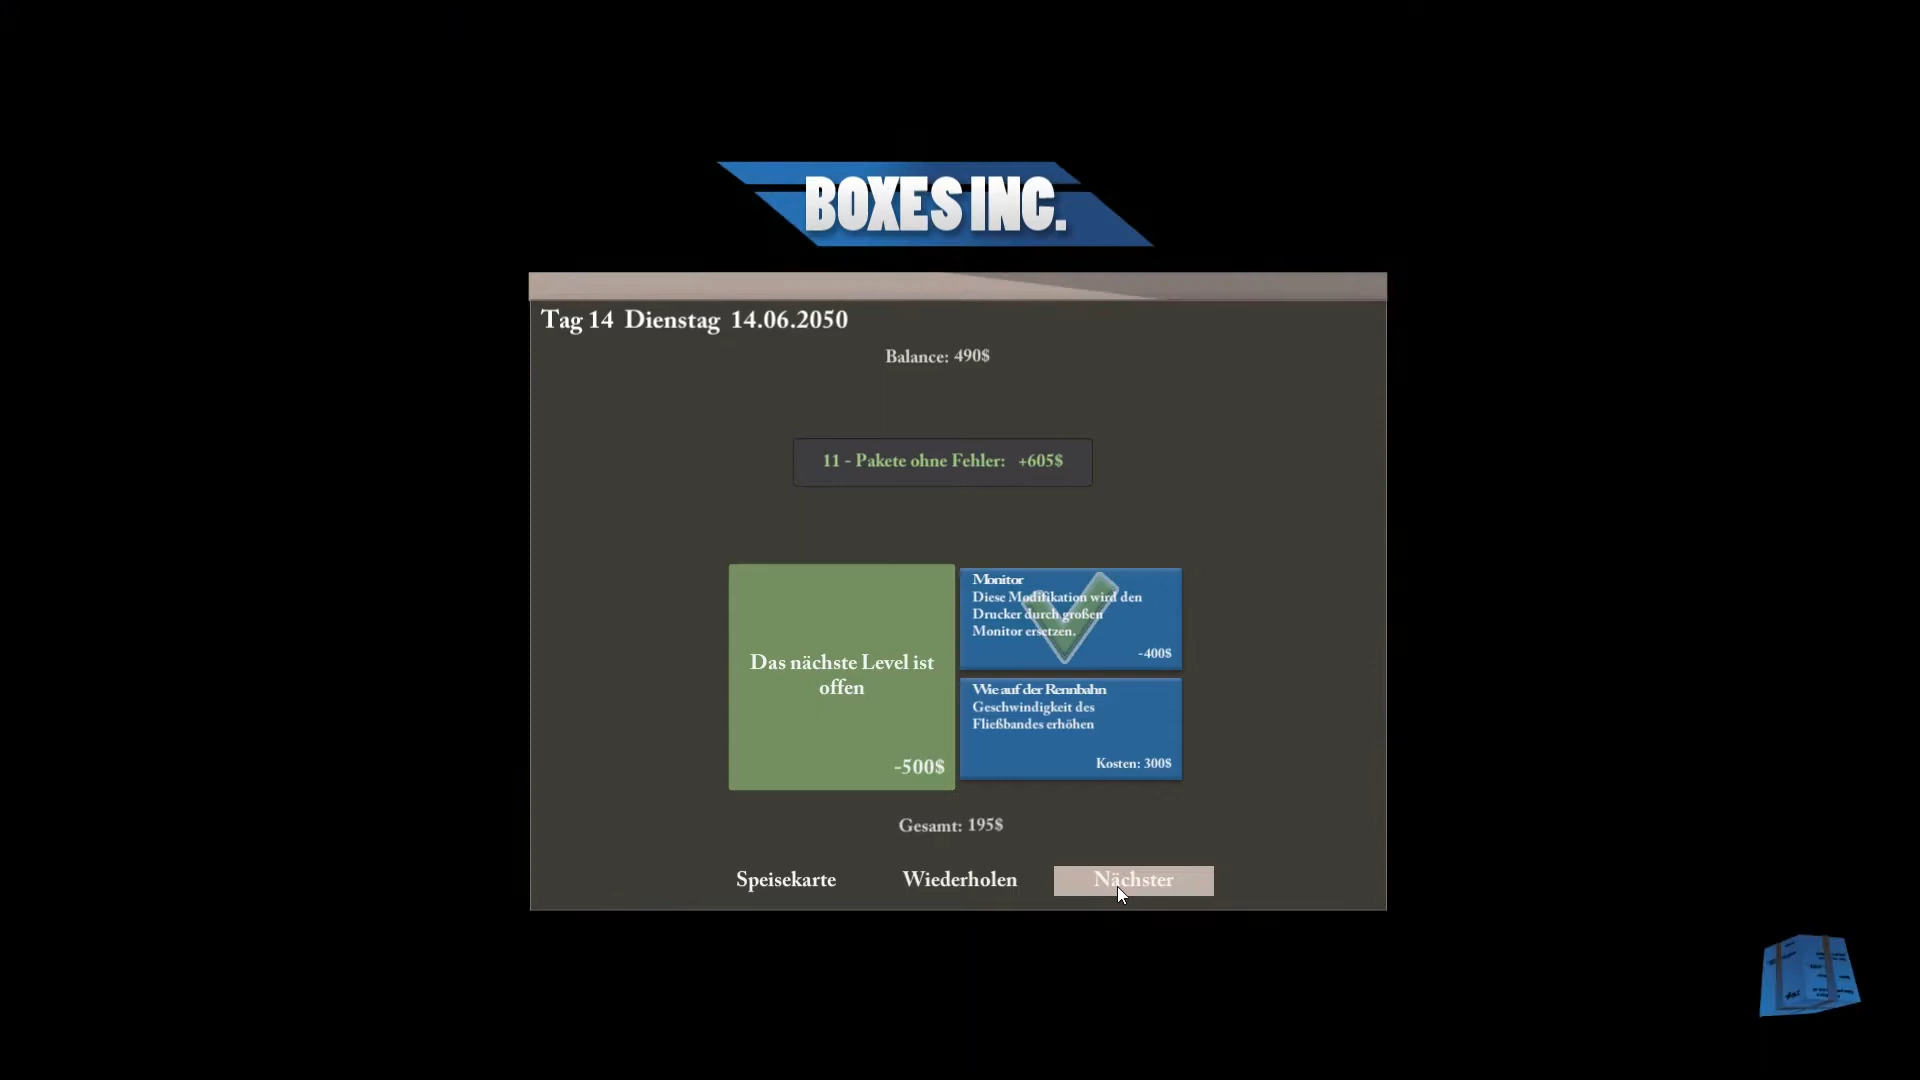 BOXES INC.
Tag 14 Dienstag 14.06.2050
Balance: 490$
11 - Pakete ohne Fehler: +605$
Das nächste Level ist
offen
-500$
Monitor
Diese Modifikation wird den
Drucker durch großen
Monitor ersetzen.
-400$
Wie auf der Rennbahn
Geschwindigkeit des
Fließbandes erhöhen
Kosten: 300$
Gesamt: 195$
Speisekarte
Wiederholen
Nächster